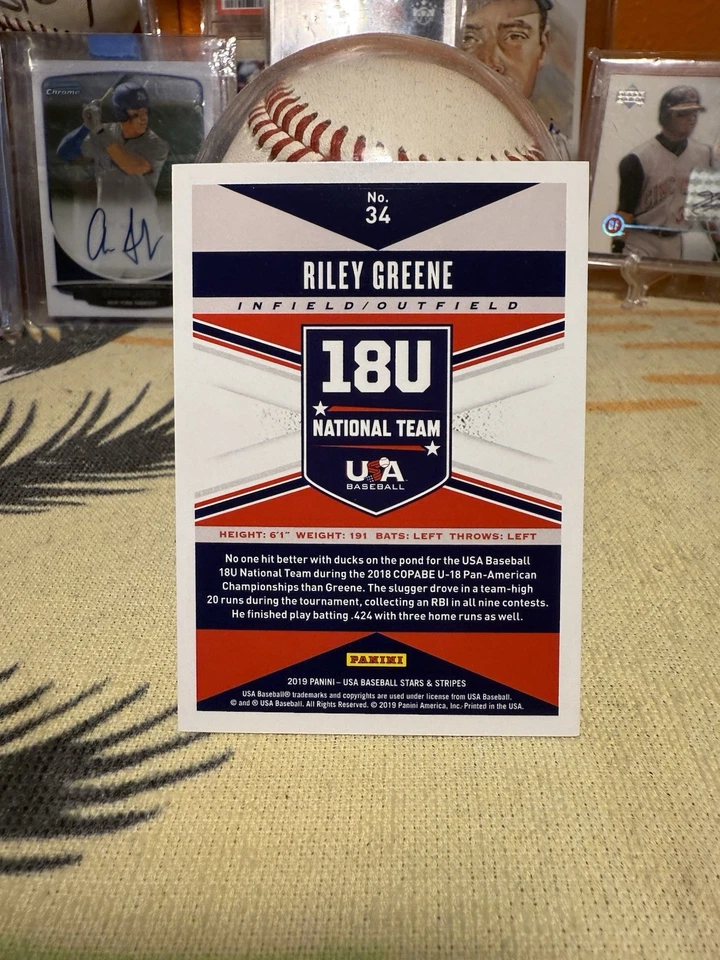 Chrome
No.
34
RILEY GREENE
INFIELD/OUTFIELD
18U
NATIONAL TEAM
USA
BASEBALL
HEIGHT: 6'1" WEIGHT: 191 BATS: LEFT THROWS: LEFT
No one hit better with ducks on the pond for the USA Baseball
18U National Team during the 2018 COPABE U-18 Pan-American
Championships than Greene. The slugger drove in a team-high
20 runs during the tournament, collecting an RBI in all nine contests.
He finished play batting .424 with three home runs as well.
PANINI
2019 PANINI – USA BASEBALL STARS & STRIPES
USA Baseball® trademarks and copyrights are used under license from USA Baseball.
© and ® USA Baseball. All Rights Reserved. © 2019 Panini America, Inc. Printed in the USA.